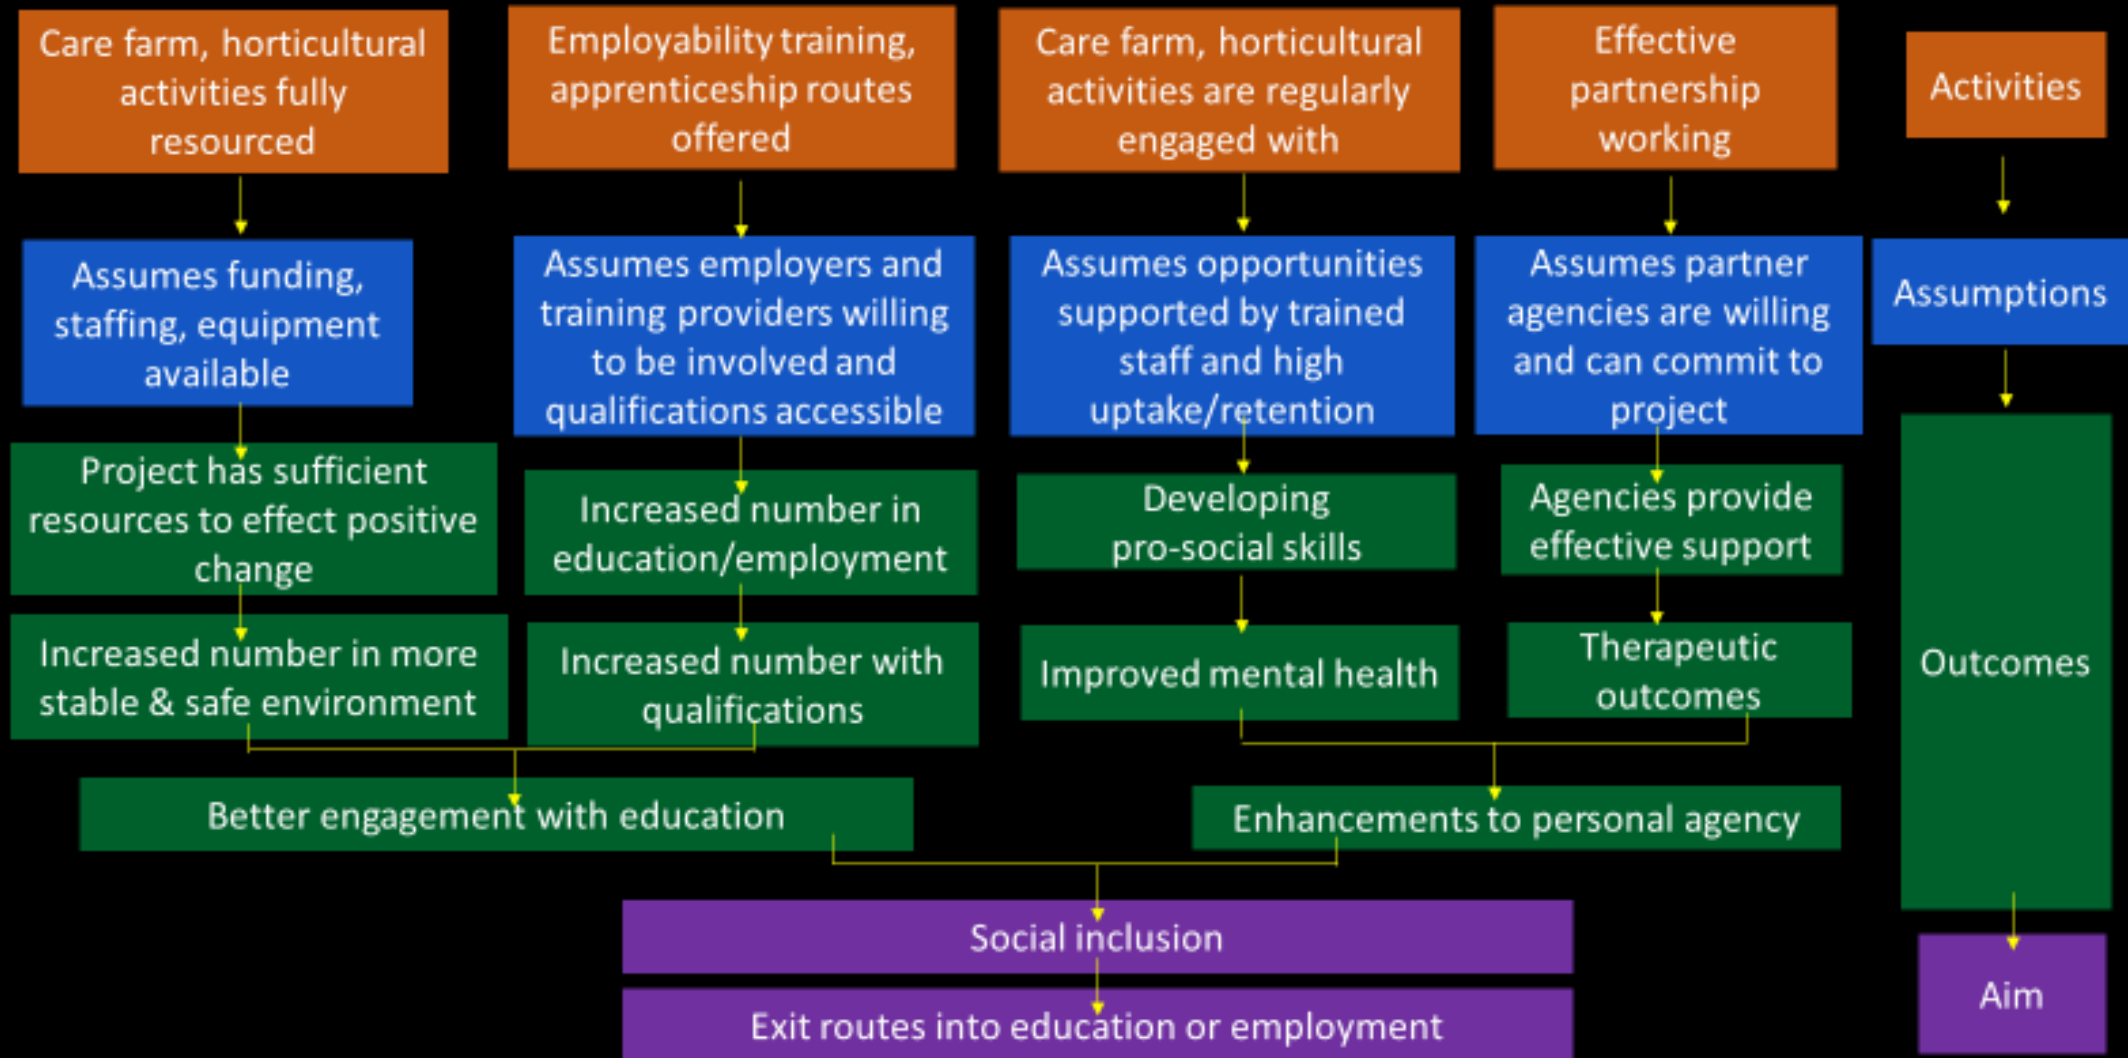 Care farm, horticultural
activities fully
resourced
Employability training,
apprenticeship routes
offered
Care farm, horticultural
activities are regularly
engaged with
Effective
partnership
working
Activities
Assumes funding,
staffing, equipment
available
Assumes employers and
training providers willing
to be involved and
qualifications accessible
Assumes opportunities
supported by trained
staff and high
uptake/retention
Assumes partner
agencies are willing
and can commit to
project
Assumptions
Project has sufficient
resources to effect positive
change
Increased number in
education/employment
Developing
pro-social skills
Agencies provide
effective support
Increased number in more
stable & safe environment
Increased number with
qualifications
Improved mental health
Therapeutic
outcomes
Outcomes
Better engagement with education
Enhancements to personal agency
Social inclusion
Exit routes into education or employment
Aim